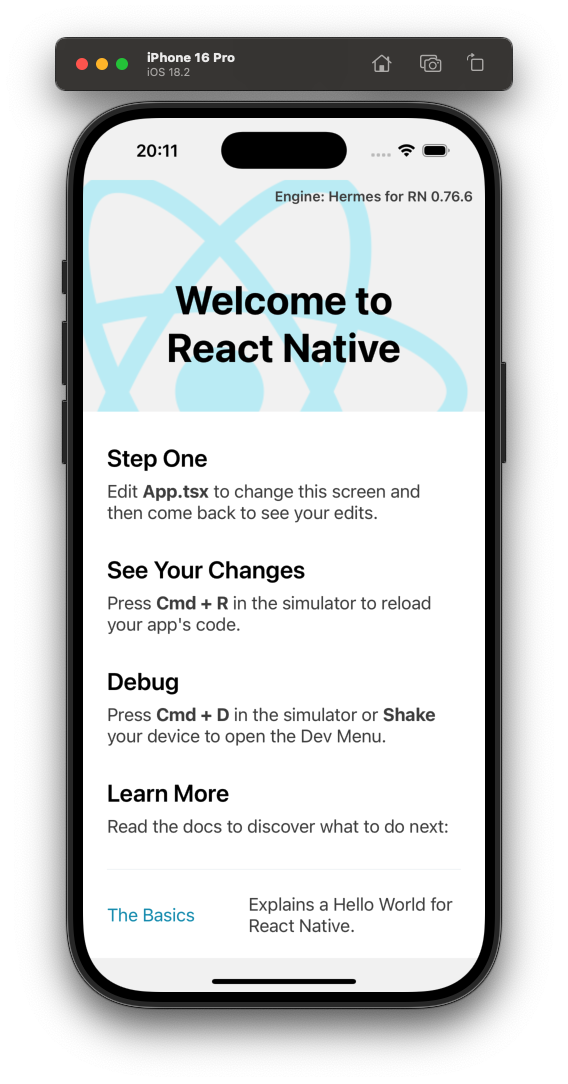 iPhone 16 Pro
iOS 18.2
20:11
Engine: Hermes for RN 0.76.6
Welcome to
React Native
Step One
Edit App.tsx to change this screen and
then come back to see your edits.
See Your Changes
Press Cmd + R in the simulator to reload
your app's code.
Debug
Press Cmd + D in the simulator or Shake
your device to open the Dev Menu.
Learn More
Read the docs to discover what to do next:
The Basics
Explains a Hello World for
React Native.